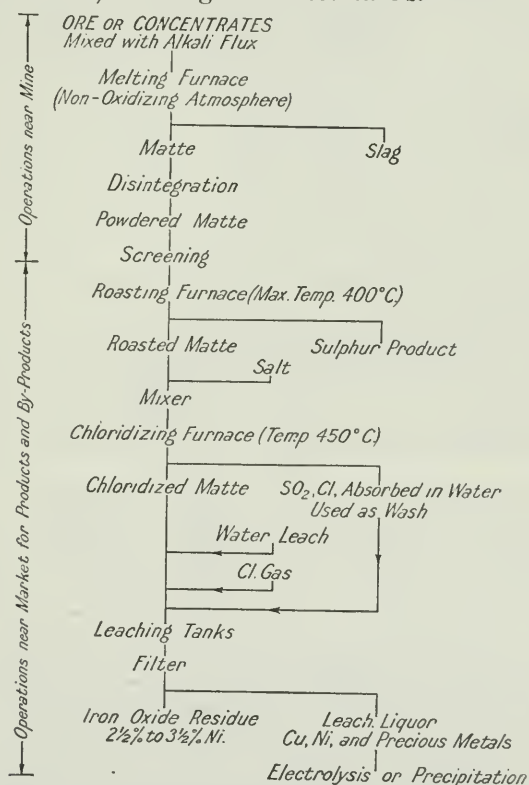 ORE OR CONCENTRATES
Mixed with Alkali Flux
Melting Furnace
(Non-Oxidizing Atmosphere)
Matte
Slag
Disintegration
Powdered Matte
Screening
Operations near Mine
Roasting Furnace (Max. Temp. 400°C.)
Roasted Matte
Sulphur Product
Salt
Mixer
Chloridizing Furnace (Temp 450°C.)
Chloridized Matte
SO2, Cl, Absorbed in Water
Used as Wash
Water Leach
Cl. Gas
Leaching Tanks
Filter
Iron Oxide Residue
2½% to 3½% Ni.
Leach Liquor
Cu, Ni, and Precious Metals
Electrolysis or Precipitation
Operations near Market for Products and By-Products